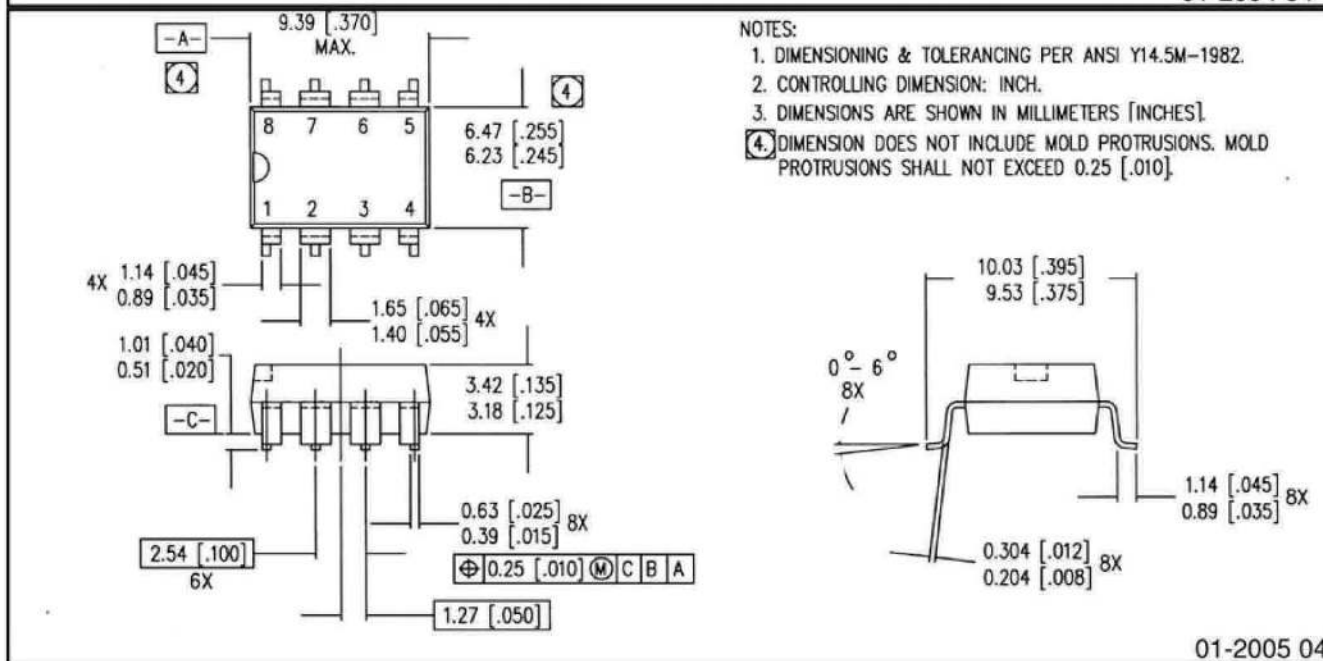 9.39 [.370]
MAX.
-A-
4
4
8 7 6 5
1 2 3 4
6.47 [.255]
6.23 [.245]
-B-
4X 1.14 [.045]
0.89 [.035]
1.65 [.065] 4X
1.40 [.055]
1.01 [.040]
0.51 [.020]
-C-
3.42 [.135]
3.18 [.125]
0.63 [.025] 8X
0.39 [.015]
2.54 [.100]
6X
⌖ 0.25 [.010] Ⓜ C B A
1.27 [.050]
NOTES:
1. DIMENSIONING & TOLERANCING PER ANSI Y14.5M-1982.
2. CONTROLLING DIMENSION: INCH.
3. DIMENSIONS ARE SHOWN IN MILLIMETERS [INCHES].
4. DIMENSION DOES NOT INCLUDE MOLD PROTRUSIONS. MOLD
PROTRUSIONS SHALL NOT EXCEED 0.25 [.010].
10.03 [.395]
9.53 [.375]
0° - 6°
8X
1.14 [.045] 8X
0.89 [.035]
0.304 [.012] 8X
0.204 [.008]
01-2005 04